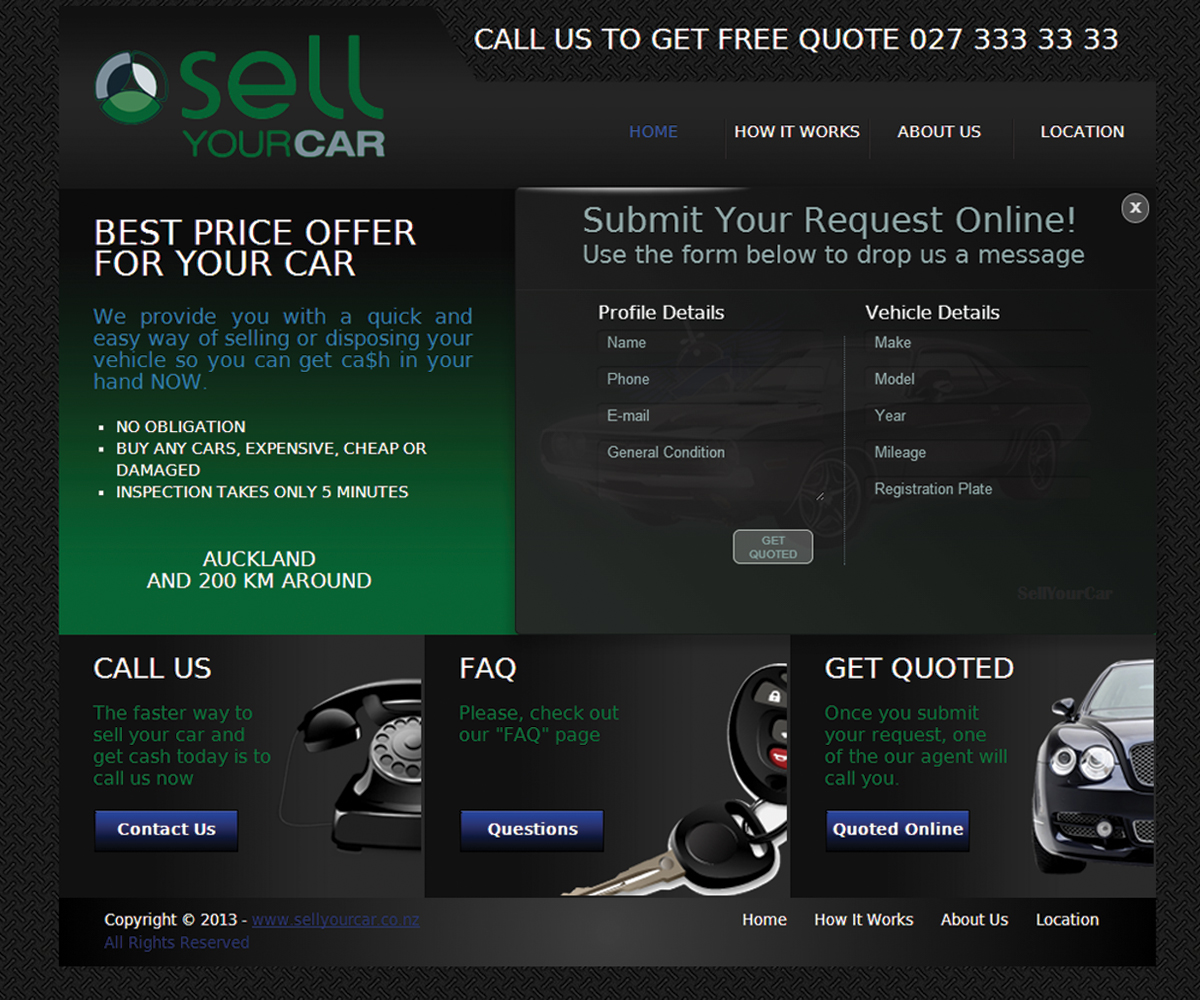 sell
YOURCAR
CALL US TO GET FREE QUOTE 027 333 33 33
HOME
HOW IT WORKS
ABOUT US
LOCATION
BEST PRICE OFFER
FOR YOUR CAR
We provide you with a quick and
easy way of selling or disposing your
vehicle so you can get ca$h in your
hand NOW.
NO OBLIGATION
BUY ANY CARS, EXPENSIVE, CHEAP OR
DAMAGED
INSPECTION TAKES ONLY 5 MINUTES
AUCKLAND
AND 200 KM AROUND
X
Submit Your Request Online!
Use the form below to drop us a message
Profile Details
Name
Phone
E-mail
General Condition
Vehicle Details
Make
Model
Year
Mileage
Registration Plate
GET
QUOTED
SellYourCar
CALL US
The faster way to
sell your car and
get cash today is to
call us now
Contact Us
FAQ
Please, check out
our "FAQ" page
Questions
GET QUOTED
Once you submit
your request, one
of the our agent will
call you.
Quoted Online
Copyright © 2013 - www.sellyourcar.co.nz
All Rights Reserved
Home
How It Works
About Us
Location